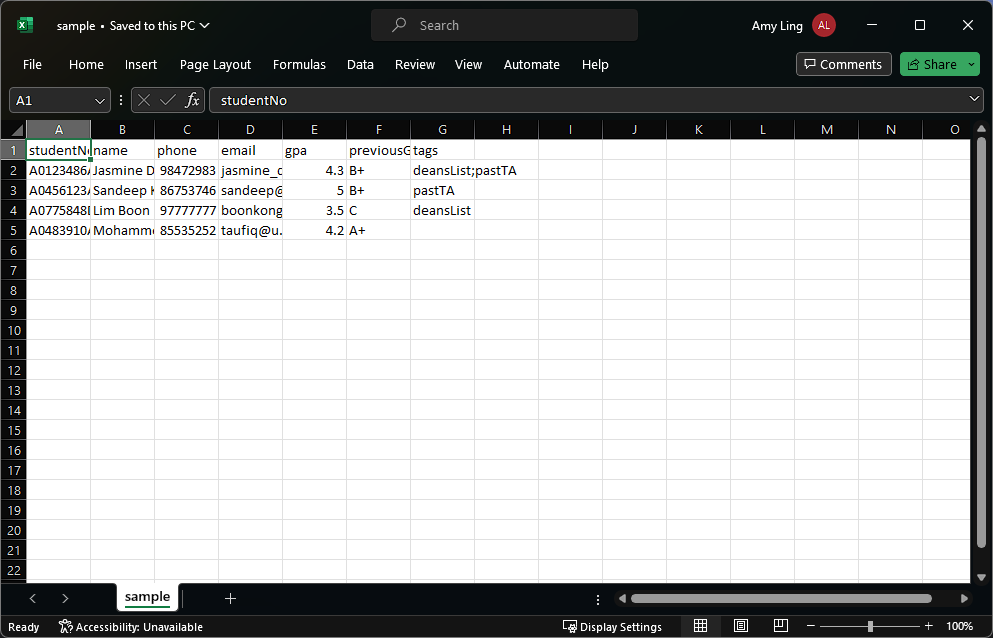 sample • Saved to this PC Search Amy Ling AL
File Home Insert Page Layout Formulas Data Review View Automate Help Comments Share
A1 fx studentNo
A B C D E F G H I J K L M N O
1 studentNo name phone email gpa previousG tags
2 A0123486A Jasmine D 98472983 jasmine_ 4.3 B+ deansList;pastTA
3 A0456123A Sandeep K 86753746 sandeep@ 5 B+ pastTA
4 A0775848 Lim Boon 97777777 boonkong 3.5 C deansList
5 A0483910A Mohamme 85535252 taufiq@u. 4.2 A+
6
7
8
9
10
11
12
13
14
15
16
17
18
19
20
21
22
sample
Ready Accessibility: Unavailable Display Settings 100%